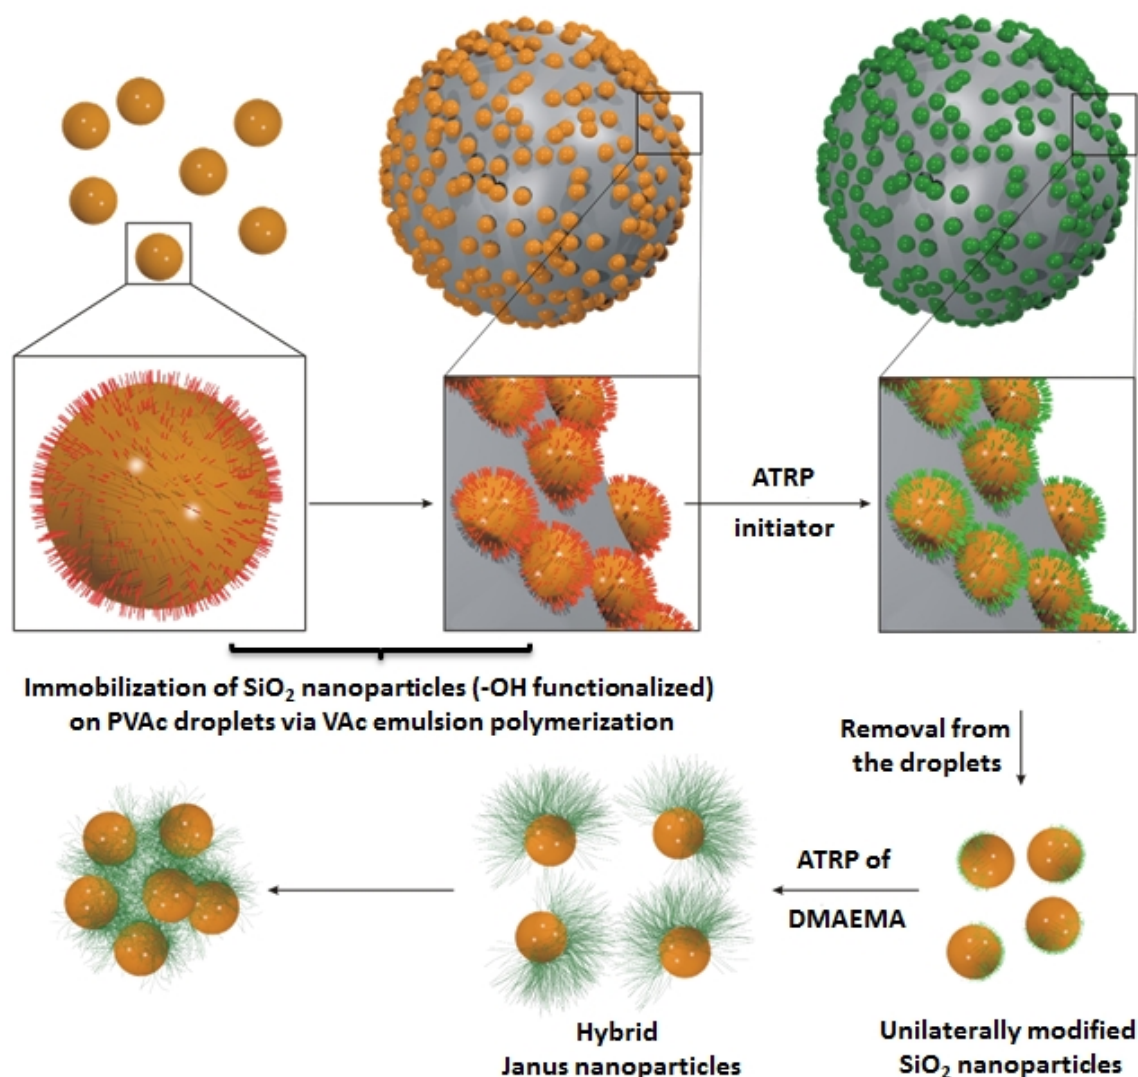 ATRP
initiator
Immobilization of SiO₂ nanoparticles (-OH functionalized)
on PVAc droplets via VAc emulsion polymerization
Removal from
the droplets
ATRP of
DMAEMA
Hybrid
Janus nanoparticles
Unilaterally modified
SiO₂ nanoparticles